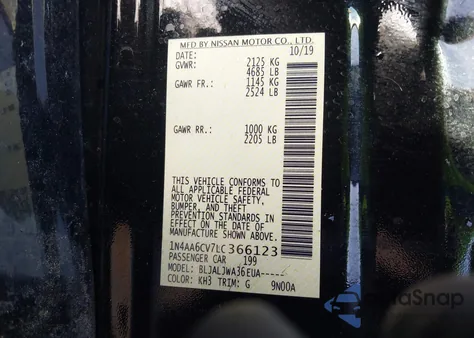 MFD BY NISSAN MOTOR CO., LTD.
DATE: 10/19
GVWR: 2125 KG
4685 LB
GAWR FR.: 1145 KG
2524 LB
GAWR RR.: 1000 KG
2205 LB
THIS VEHICLE CONFORMS TO
ALL APPLICABLE FEDERAL
MOTOR VEHICLE SAFETY,
BUMPER, AND THEFT
PREVENTION STANDARDS IN
EFFECT ON THE DATE OF
MANUFACTURE SHOWN ABOVE.
1N4AA6CV7LC366123
PASSENGER CAR 199
MODEL: BLJALJWA36EUA-----
COLOR: KH3 TRIM: G 9N00A